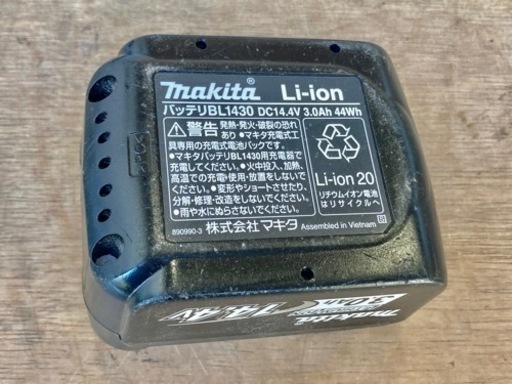 makita® Li-ion
バッテリBL1430 DC14.4V 3.0Ah 44Wh
⚠警告 発熱・発火・破裂の恐れ
あり ●マキタ充電式工
具専用の充電式電池パックです。
●マキタバッテリBL1430用充電器で
充電してください。●火中投入、加熱、
高温での充電・使用・放置をしない
でください。●変形やショートさせたり、
分解・修理・改造をしないでください。
●雨や水にぬらさないでください。
Li-ion 20
リチウムイオン電池
はリサイクルへ
890990-3 株式会社マキタ Assembled in Vietnam
makita 3.0Ah 14.4V